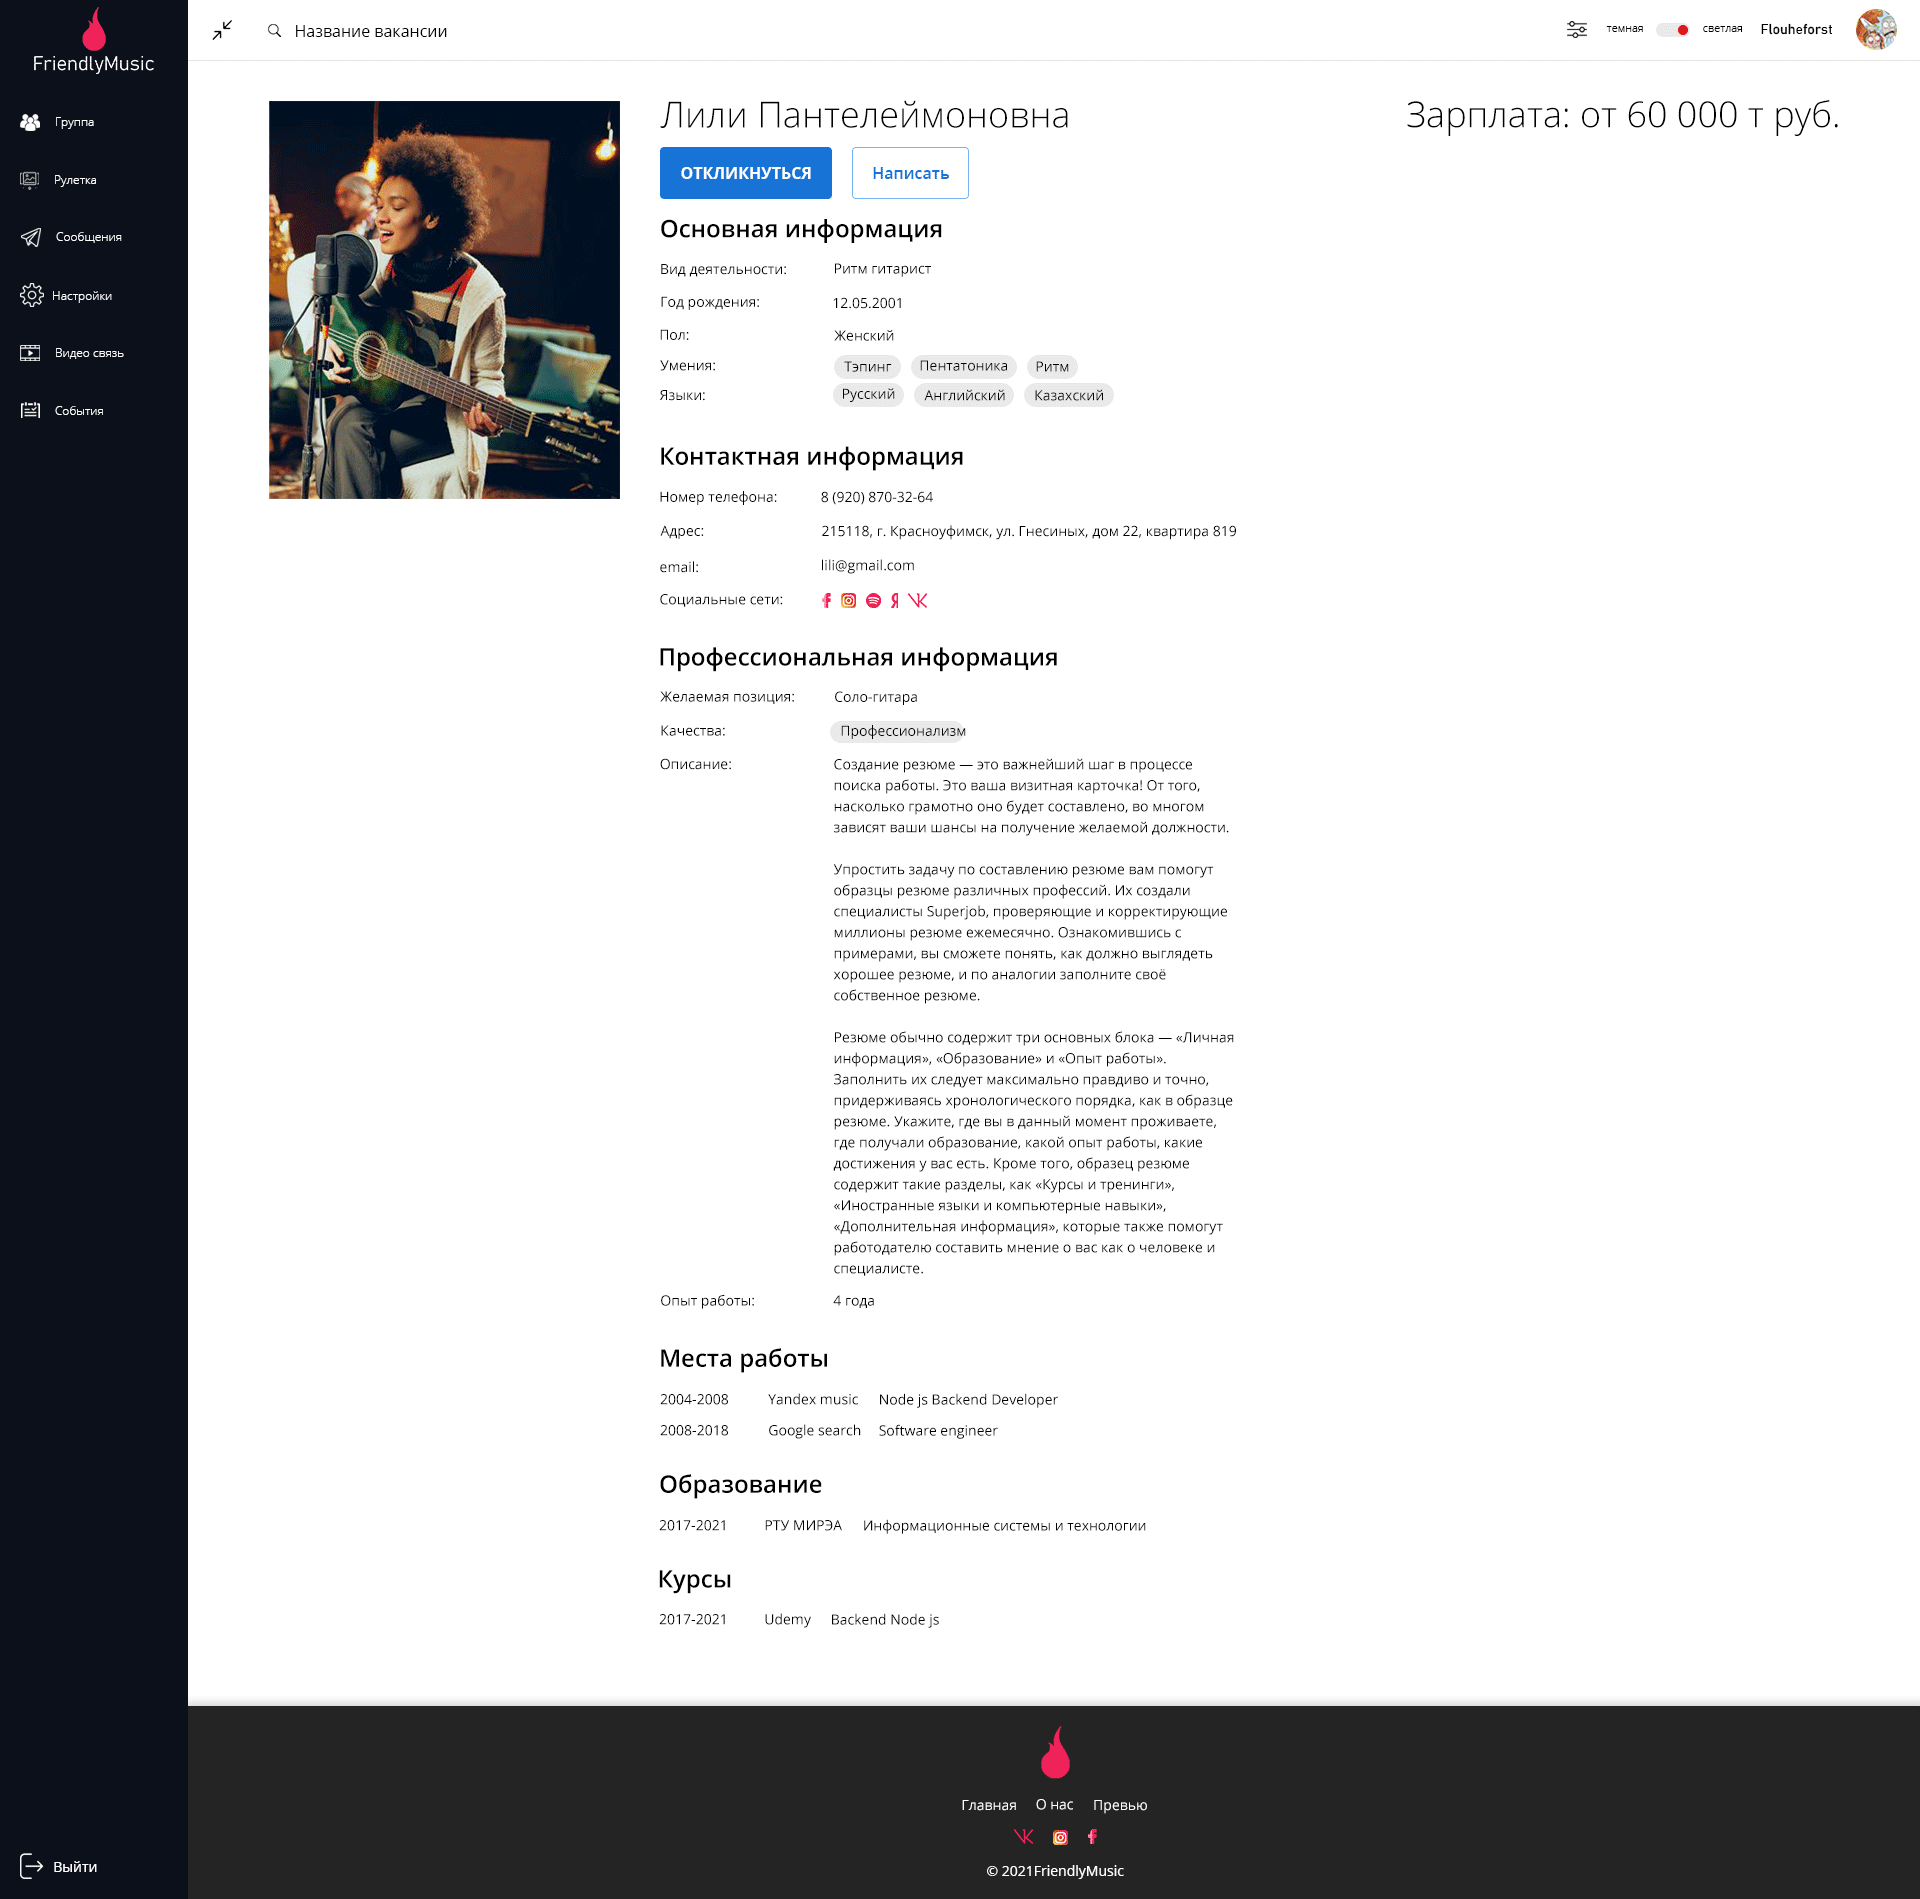 FriendlyMusic
Группа
Рулетка
Сообщения
Настройки
Видео связь
События
Выйти
Название вакансии
темная
светлая
Flouheforst
Лили Пантелеймоновна
Зарплата: от 60 000 т руб.
ОТКЛИКНУТЬСЯ
Написать
Основная информация
Вид деятельности: Ритм гитарист
Год рождения: 12.05.2001
Пол: Женский
Умения: Тэпинг Пентатоника Ритм
Языки: Русский Английский Казахский
Контактная информация
Номер телефона: 8 (920) 870-32-64
Адрес: 215118, г. Красноуфимск, ул. Гнесиных, дом 22, квартира 819
email: lili@gmail.com
Социальные сети:
Профессиональная информация
Желаемая позиция: Соло-гитара
Качества: Профессионализм
Описание: Создание резюме — это важнейший шаг в процессе
поиска работы. Это ваша визитная карточка! От того,
насколько грамотно оно будет составлено, во многом
зависят ваши шансы на получение желаемой должности.
Упростить задачу по составлению резюме вам помогут
образцы резюме различных профессий. Их создали
специалисты Superjob, проверяющие и корректирующие
миллионы резюме ежемесячно. Ознакомившись с
примерами, вы сможете понять, как должно выглядеть
хорошее резюме, и по аналогии заполните своё
собственное резюме.
Резюме обычно содержит три основных блока — «Личная
информация», «Образование» и «Опыт работы».
Заполнить их следует максимально правдиво и точно,
придерживаясь хронологического порядка, как в образце
резюме. Укажите, где вы в данный момент проживаете,
где получали образование, какой опыт работы, какие
достижения у вас есть. Кроме того, образец резюме
содержит такие разделы, как «Курсы и тренинги»,
«Иностранные языки и компьютерные навыки»,
«Дополнительная информация», которые также помогут
работодателю составить мнение о вас как о человеке и
специалисте.
Опыт работы: 4 года
Места работы
2004-2008 Yandex music Node js Backend Developer
2008-2018 Google search Software engineer
Образование
2017-2021 РТУ МИРЭА Информационные системы и технологии
Курсы
2017-2021 Udemy Backend Node js
Главная О нас Превью
© 2021FriendlyMusic